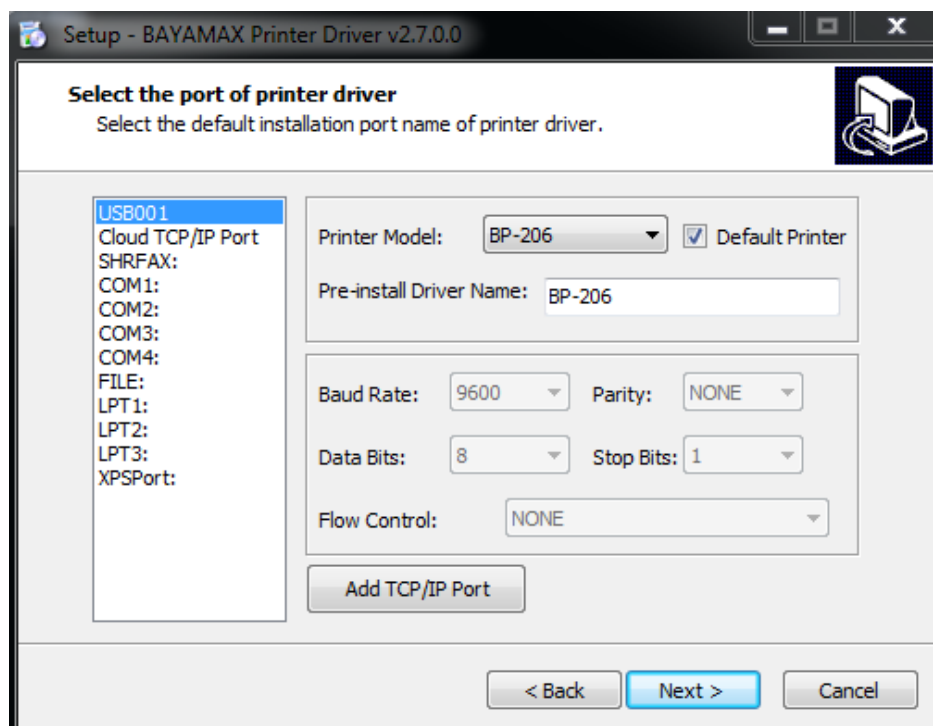 Setup - BAYAMAX Printer Driver v2.7.0.0
Select the port of printer driver
Select the default installation port name of printer driver.
USB001
Cloud TCP/IP Port
SHRFAX:
COM1:
COM2:
COM3:
COM4:
FILE:
LPT1:
LPT2:
LPT3:
XPSPort:
Printer Model: BP-206 Default Printer
Pre-install Driver Name: BP-206
Baud Rate: 9600 Parity: NONE
Data Bits: 8 Stop Bits: 1
Flow Control: NONE
Add TCP/IP Port
< Back Next > Cancel